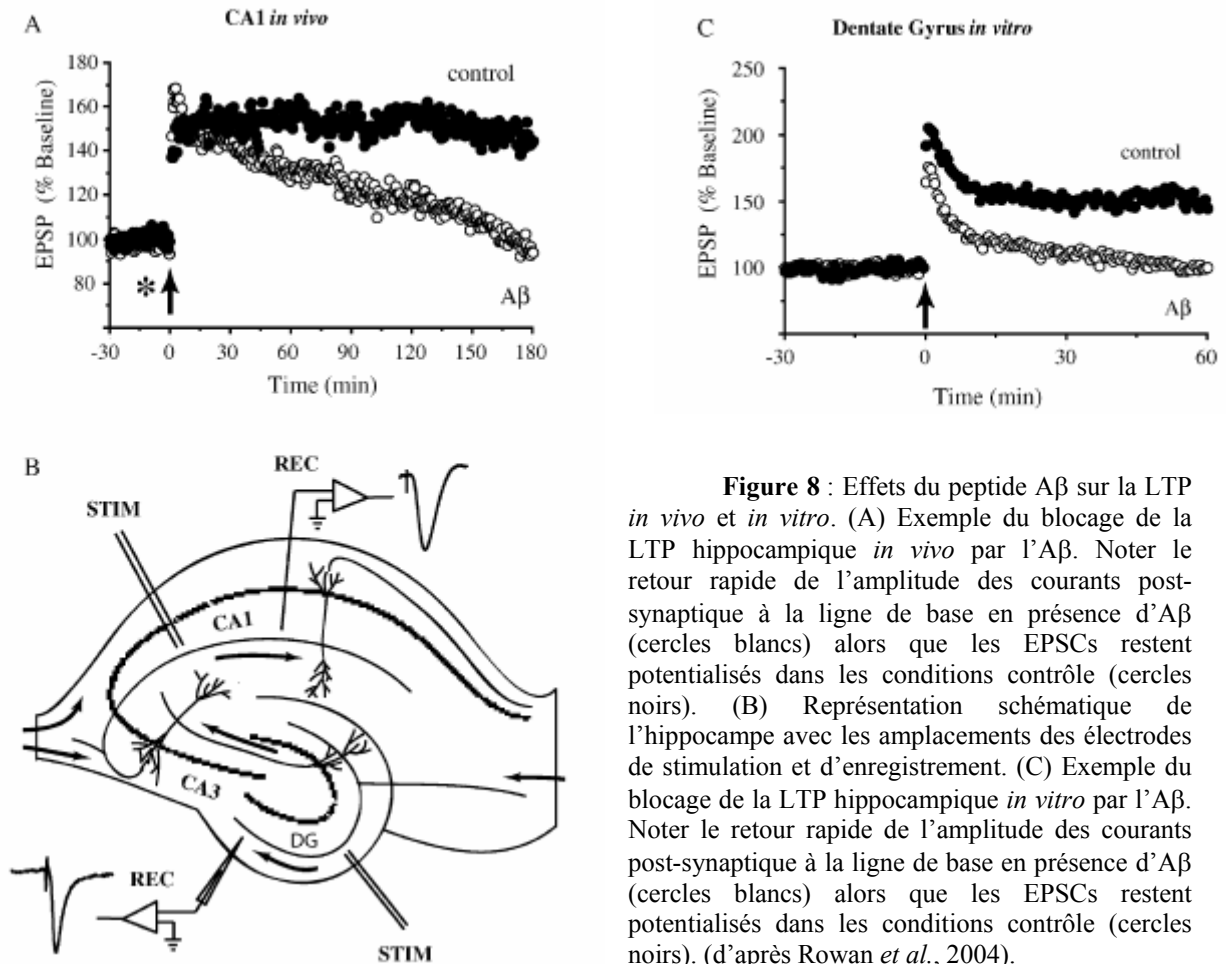 A
CA1 in vivo
180
160
140
120
100
80
EPSP (% Baseline)
control
Aβ
*
-30 0 30 60 90 120 150 180
Time (min)
C
Dentate Gyrus in vitro
250
200
150
100
EPSP (% Baseline)
control
Aβ
-30 0 30 60
Time (min)
B
REC
STIM
CA1
CA3
DG
REC
STIM
Figure 8 : Effets du peptide Aβ sur la LTP
in vivo et in vitro. (A) Exemple du blocage de la
LTP hippocampique in vivo par l’Aβ. Noter le
retour rapide de l’amplitude des courants post-
synaptique à la ligne de base en présence d’Aβ
(cercles blancs) alors que les EPSCs restent
potentialisés dans les conditions contrôle (cercles
noirs). (B) Représentation schématique de
l’hippocampe avec les amplacements des électrodes
de stimulation et d’enregistrement. (C) Exemple du
blocage de la LTP hippocampique in vitro par l’Aβ.
Noter le retour rapide de l’amplitude des courants
post-synaptique à la ligne de base en présence d’Aβ
(cercles blancs) alors que les EPSCs restent
potentialisés dans les conditions contrôle (cercles
noirs). (d’après Rowan et al., 2004).